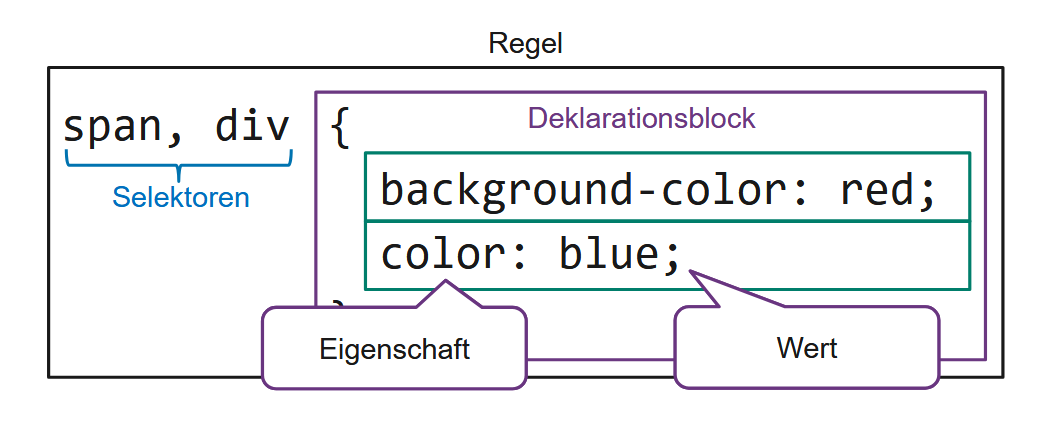 Regel
span, div {
Deklarationsblock
Selektoren
background-color: red;
color: blue;
Eigenschaft
Wert